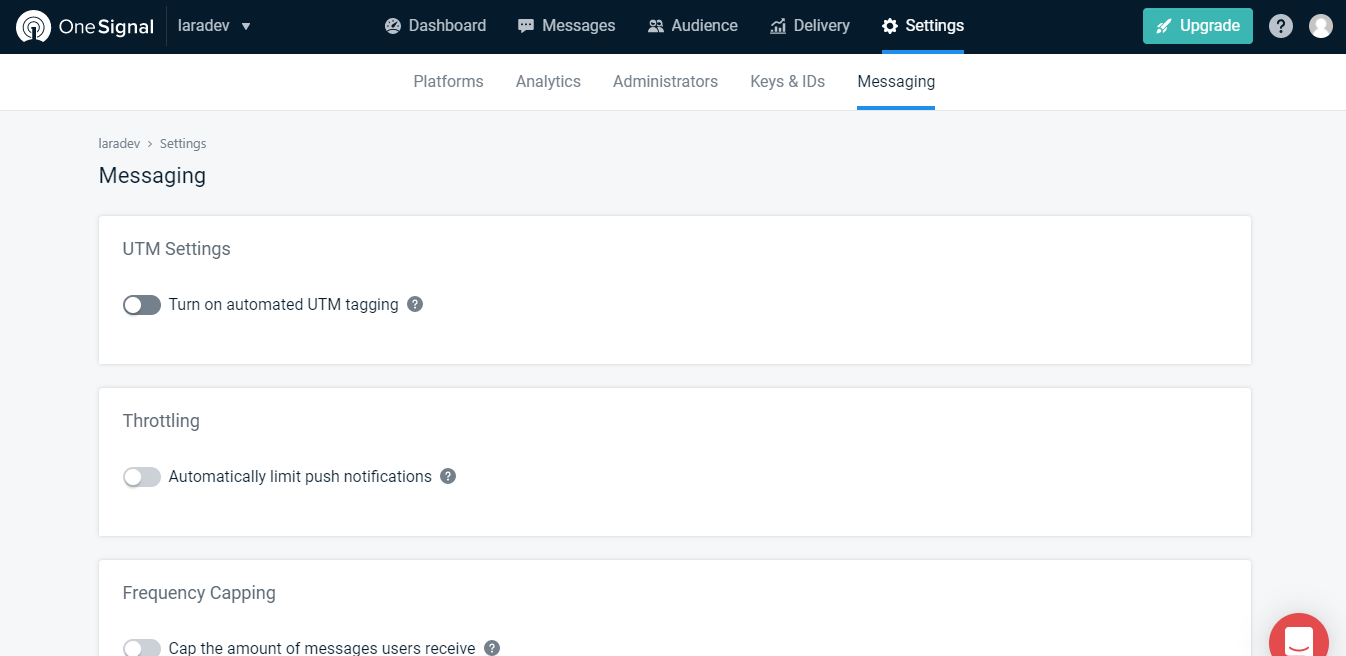 OneSignal laradev Dashboard Messages Audience Delivery Settings Upgrade ?
Platforms Analytics Administrators Keys & IDs Messaging
laradev > Settings
Messaging
UTM Settings
Turn on automated UTM tagging ?
Throttling
Automatically limit push notifications ?
Frequency Capping
Cap the amount of messages users receive ?